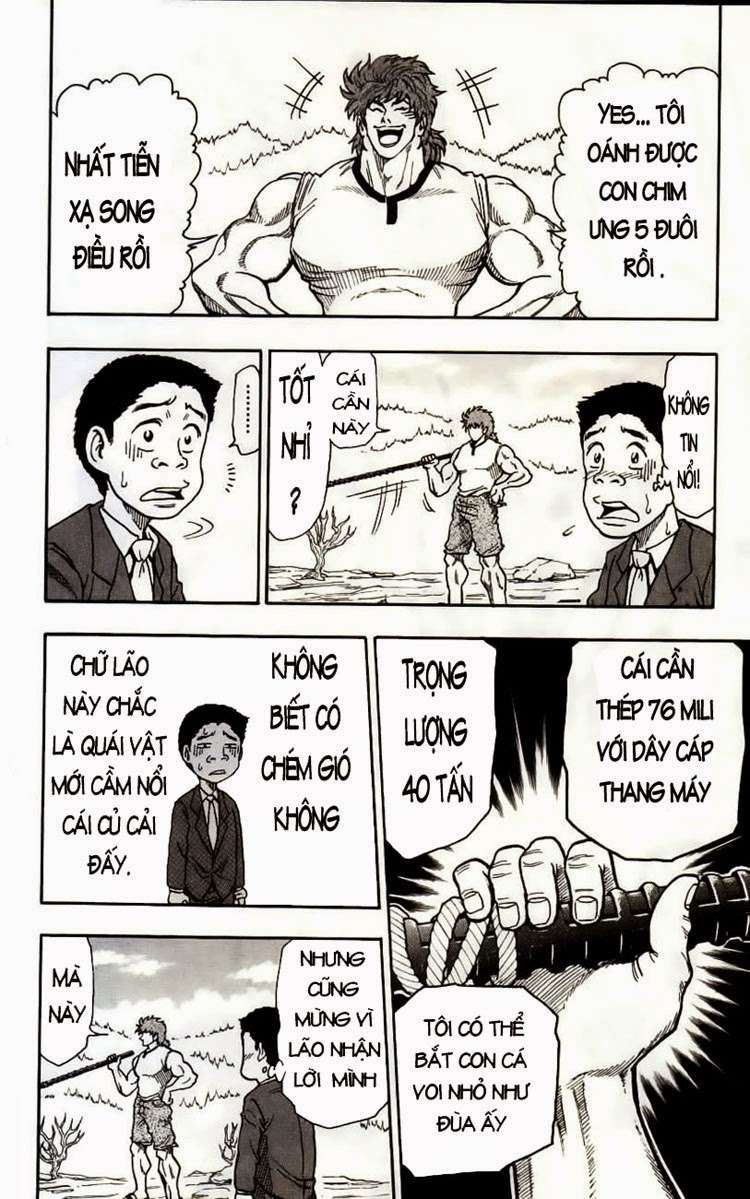 YES... TÔI
OÁNH ĐƯỢC
CON CHIM
ƯNG 5 ĐUÔI
RỒI.
NHẤT TIỄN
XẠ SONG
ĐIỀU RỒI
KHÔNG
TIN
NỔI!
CÁI
CẦN
NÀY
TỐT
NHỈ
?
.........
CÁI CẦN
THÉP 76 MILI
VỚI DÂY CÁP
THANG MÁY
TRỌNG
LƯỢNG
40 TẤN
TÔI CÓ THỂ
BẮT CON CÁ
VOI NHỎ NHƯ
ĐÙA ẤY
KHÔNG
BIẾT CÓ
CHÉM GIÓ
KHÔNG
CHỮ LÃO
NÀY CHẮC
LÀ QUÁI VẬT
MỚI CẦM NỔI
CÁI CỦ CẢI
ĐẤY.
NHƯNG
CŨNG
MỪNG VÌ
LÃO NHẬN
LỜI MÌNH
MÀ
NÀY